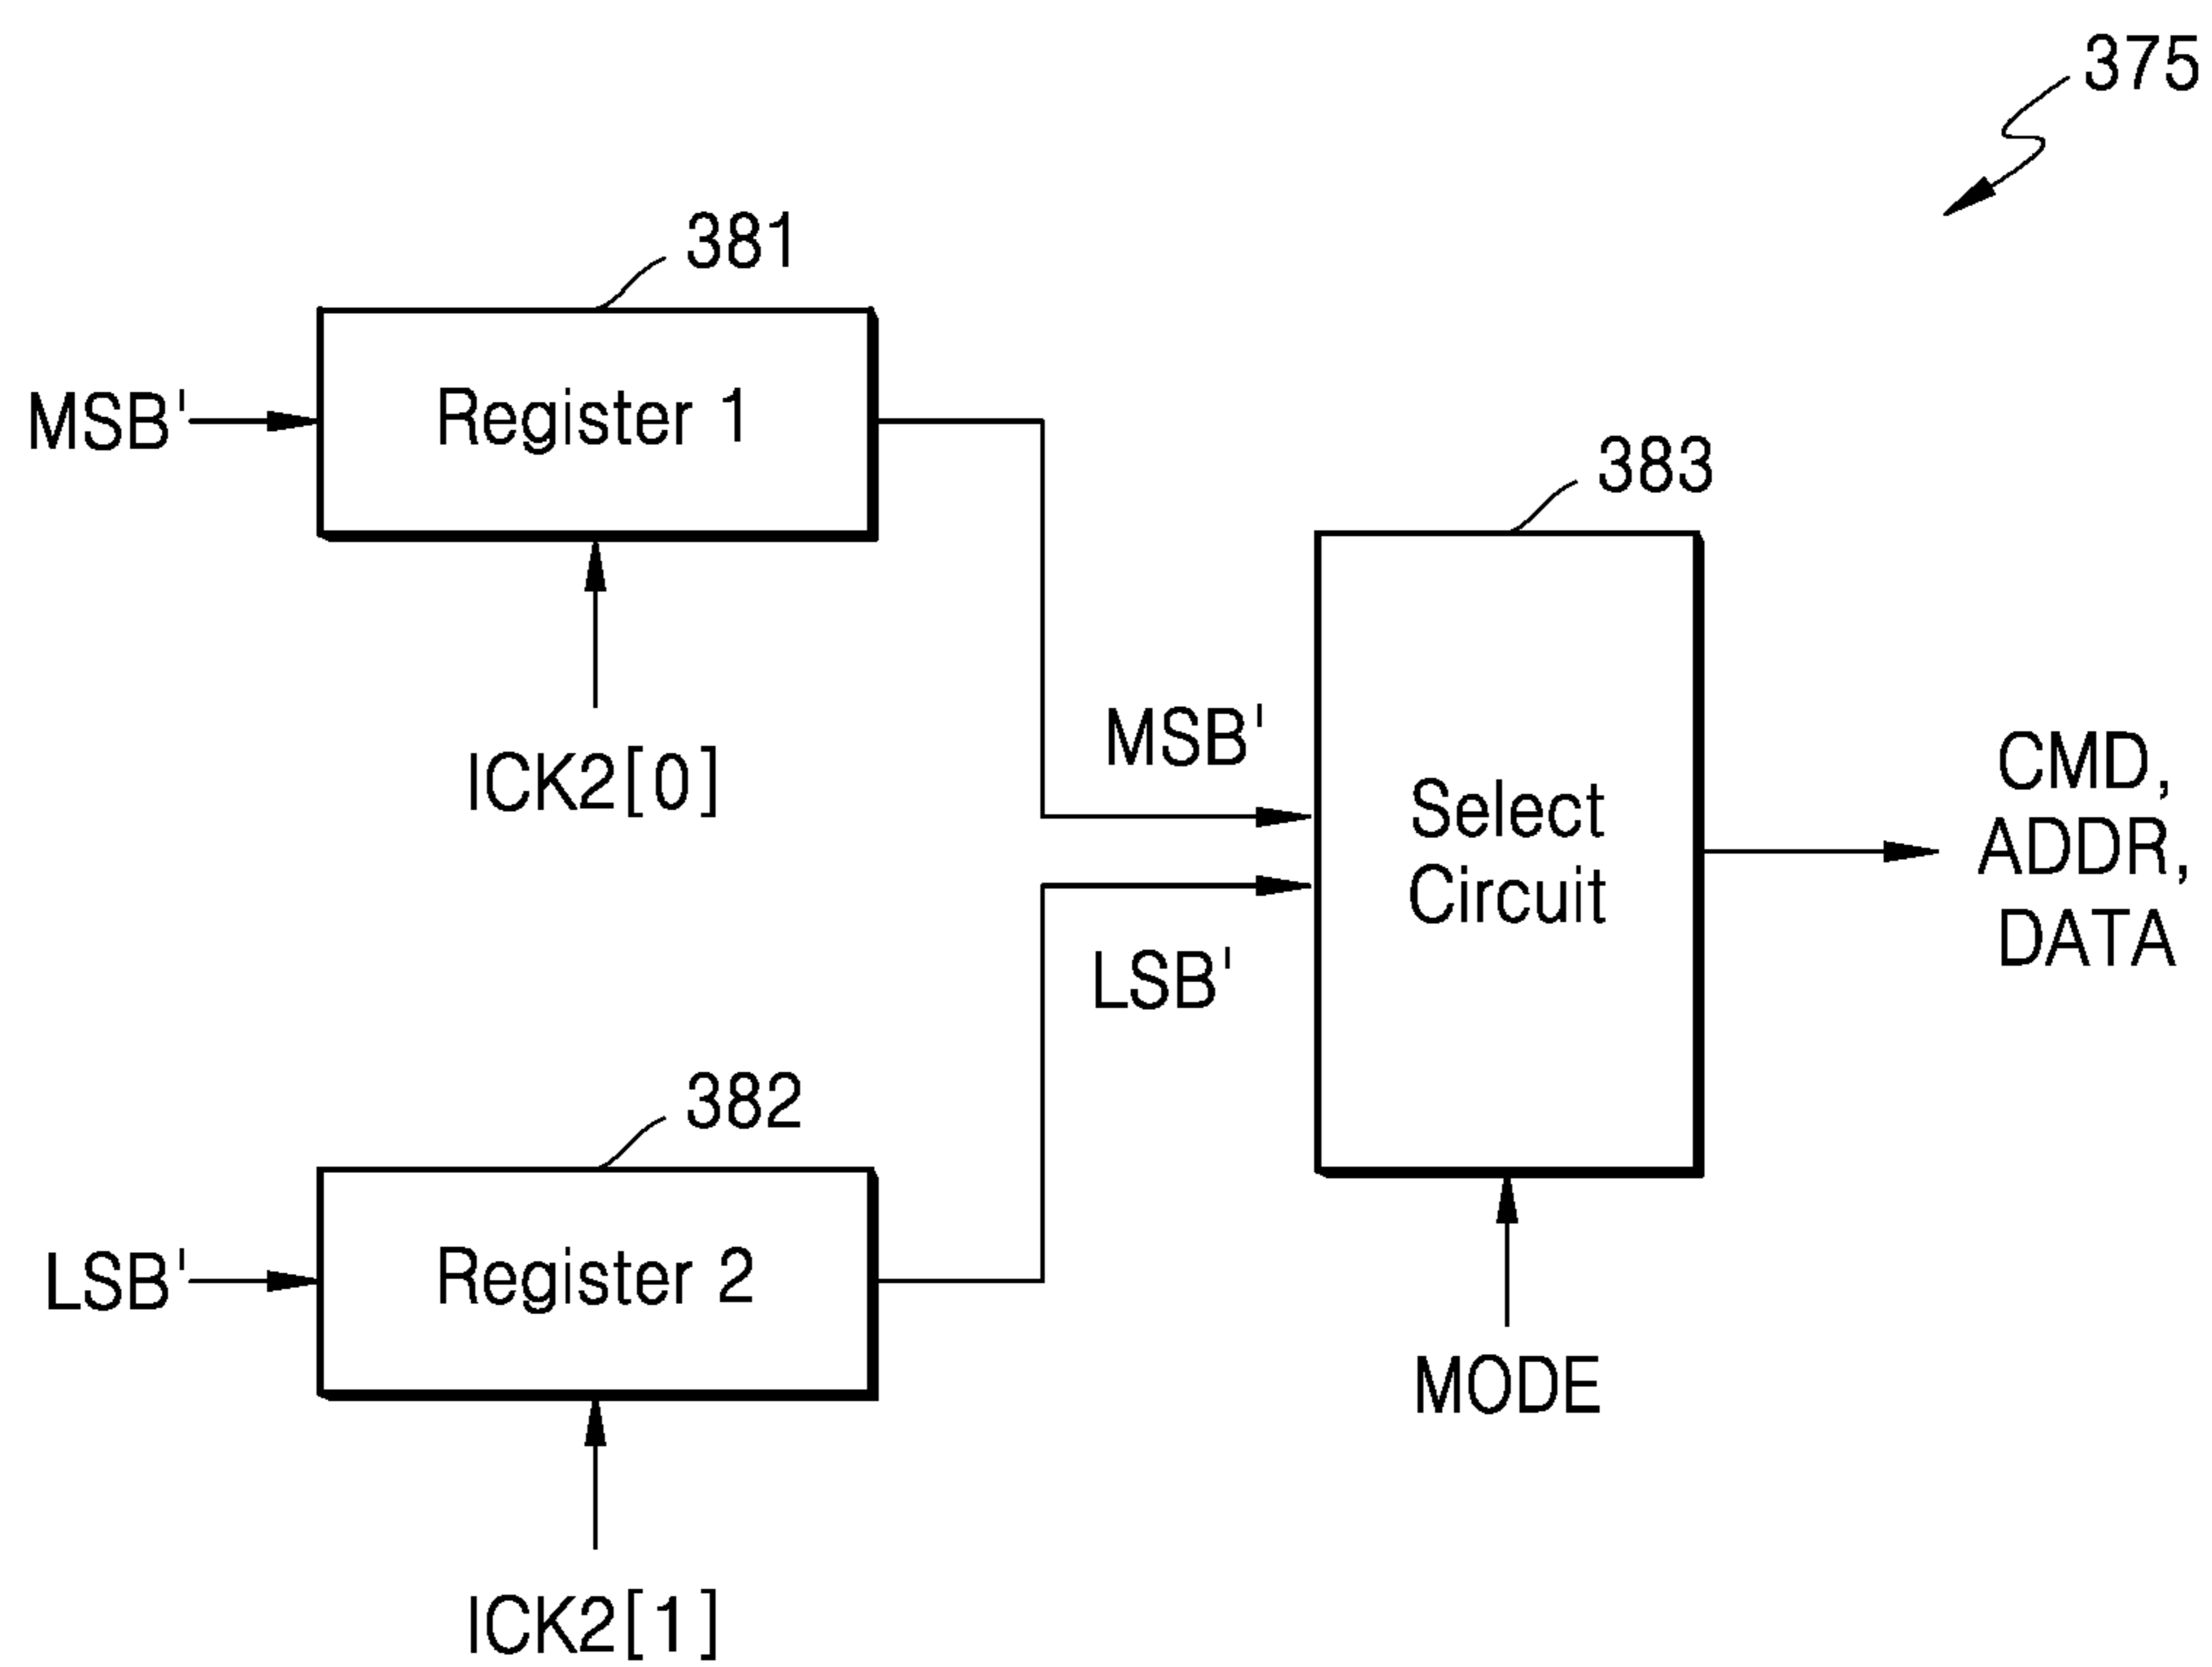 375
381
MSB'
Register 1
ICK2[0]
383
MSB'
Select
Circuit
LSB'
CMD,
ADDR,
DATA
382
LSB'
Register 2
MODE
ICK2[1]